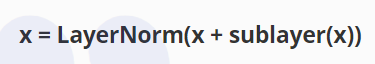 x = LayerNorm(x + sublayer(x))